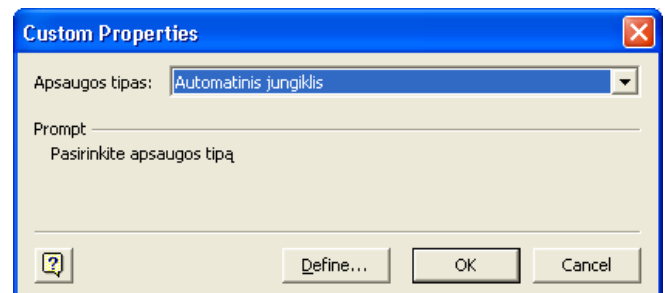 Custom Properties
Apsaugos tipas: Automatinis jungiklis
Prompt
Pasirinkite apsaugos tipą
Define... OK Cancel